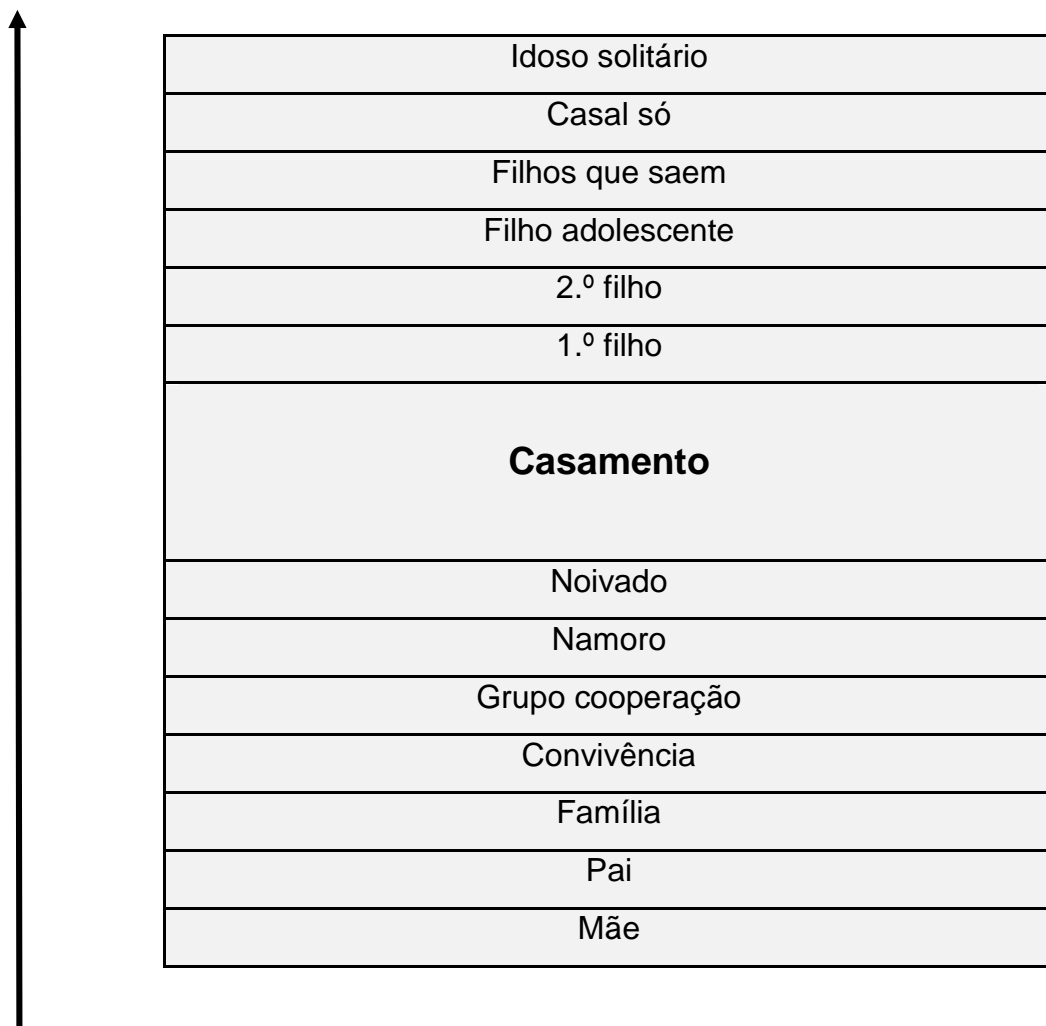 Idoso solitário
Casal só
Filhos que saem
Filho adolescente
2.º filho
1.º filho
Casamento
Noivado
Namoro
Grupo cooperação
Convivência
Família
Pai
Mãe